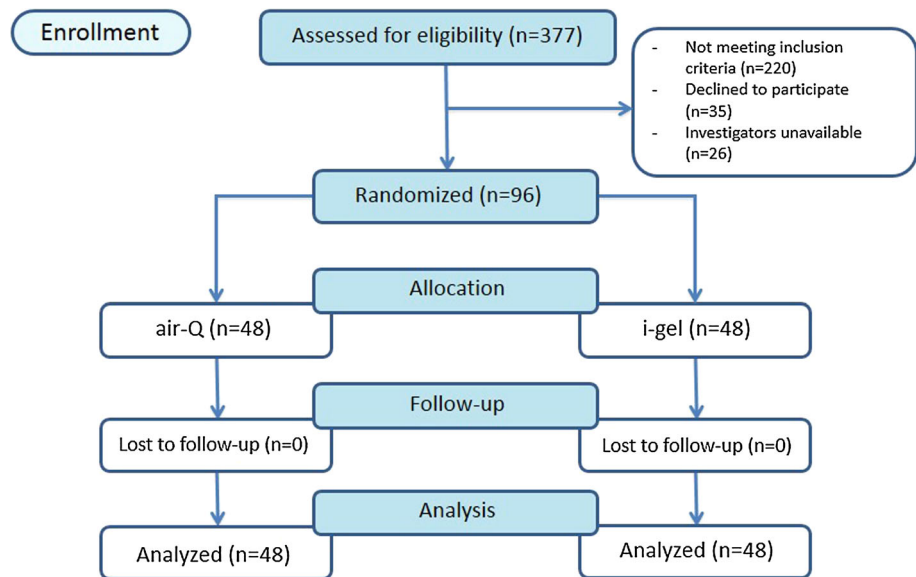 Enrollment
Assessed for eligibility (n=377)
- Not meeting inclusion
criteria (n=220)
- Declined to participate
(n=35)
- Investigators unavailable
(n=26)
Randomized (n=96)
Allocation
air-Q (n=48)
i-gel (n=48)
Follow-up
Lost to follow-up (n=0)
Lost to follow-up (n=0)
Analysis
Analyzed (n=48)
Analyzed (n=48)